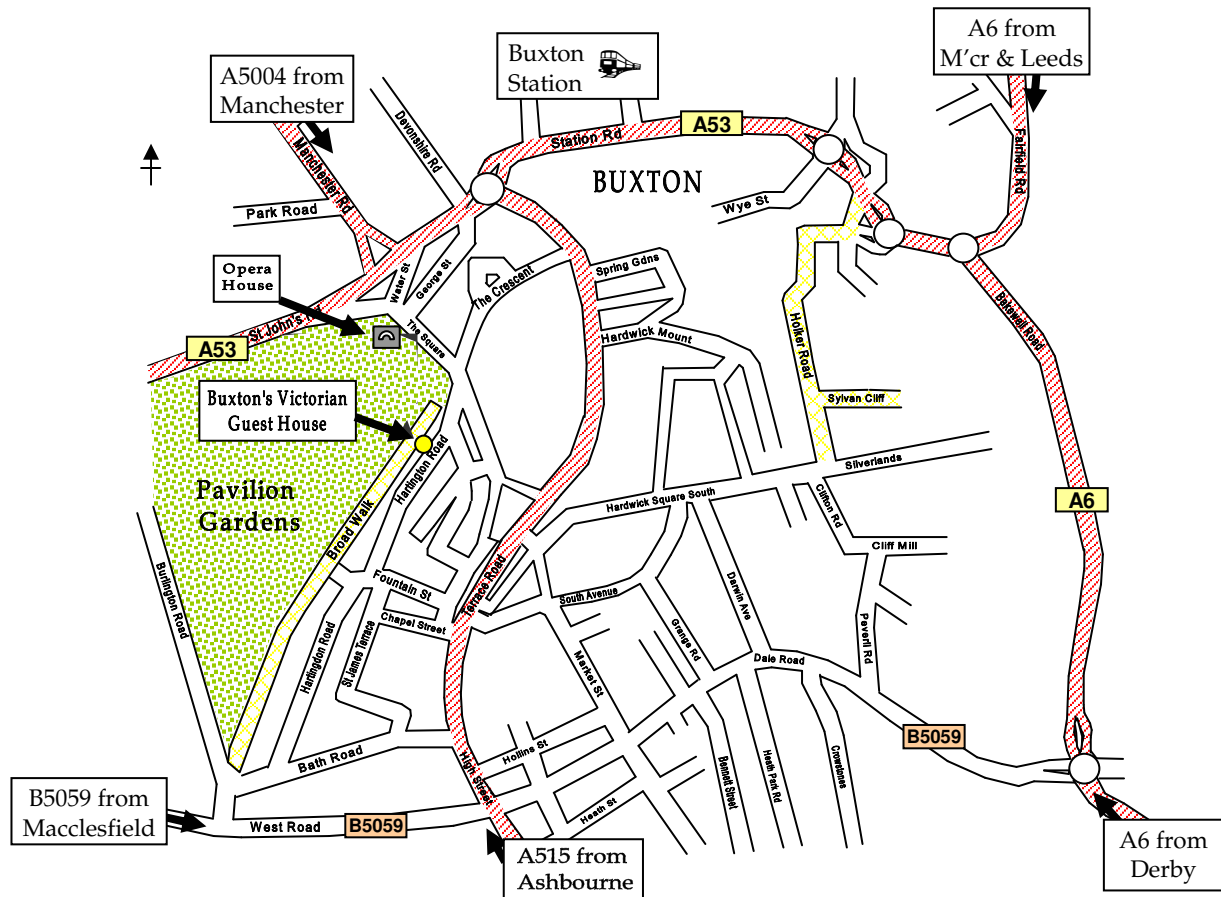 A6 from
M'cr & Leeds
Buxton
Station
A5004 from
Manchester
A53
Station Rd
Devonshire Rd
Manchester Rd
Fairfield Rd
BUXTON
Park Road
Wye St
Opera
House
Water St
George St
The Crescent
Spring Gdns
St John's Rd
The Square
Hardwick Mount
Holker Road
Bakewell Road
A53
Buxton's Victorian
Guest House
Sylvan Cliff
Hartington Road
Silverlands
Pavilion
Gardens
Broad Walk
Hardwick Square South
Clifton Rd
A6
Cliff Mill
Burlington Road
Fountain St
Terrace Road
South Avenue
Darwin Ave
Chapel Street
Hartingdon Road
St James Terrace
Grange Rd
Peveril Rd
Market St
Dale Road
B5059
Bath Road
Hollins St
High Street
Bennett Street
Heath Park Rd
Crowstones
Heath St
B5059 from
Macclesfield
West Road
B5059
A515 from
Ashbourne
A6 from
Derby